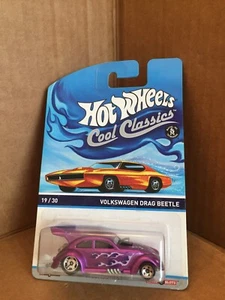 Hot Wheels
Cool Classics
19/30
VOLKSWAGEN DRAG BEETLE